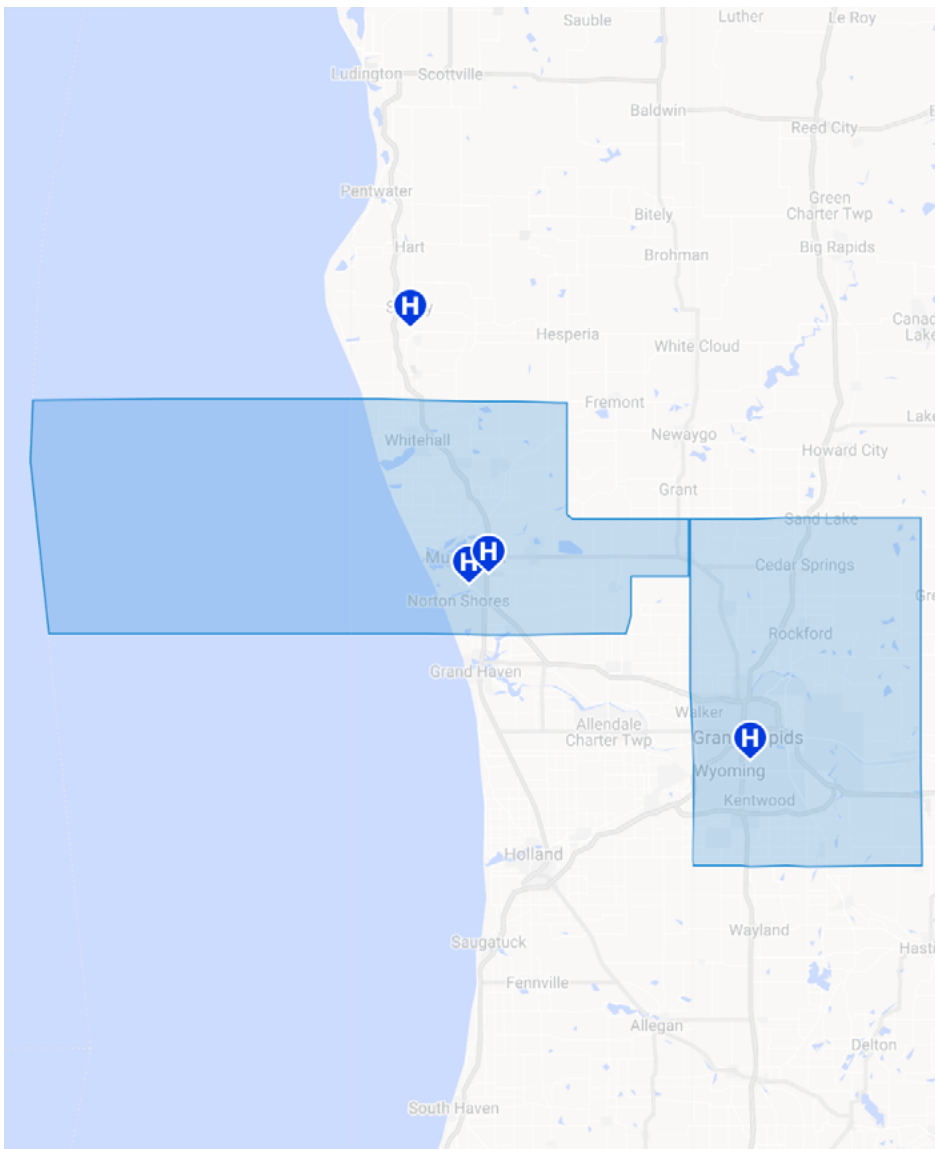 Sauble
Luther
Le Roy
Ludington
Scottville
Baldwin
Reed City
Pentwater
Green
Charter Twp
Bitely
Hart
Brohman
Big Rapids
H
Hesperia
White Cloud
Lake
Fremont
Whitehall
Newaygo
Howard City
Grant
Sand Lake
H
H
Cedar Springs
Norton Shores
Rockford
Grand Haven
Walker
Allendale
Charter Twp
H
Wyoming
Kentwood
Holland
Wayland
Saugatuck
Fennville
Allegan
Delton
South Haven